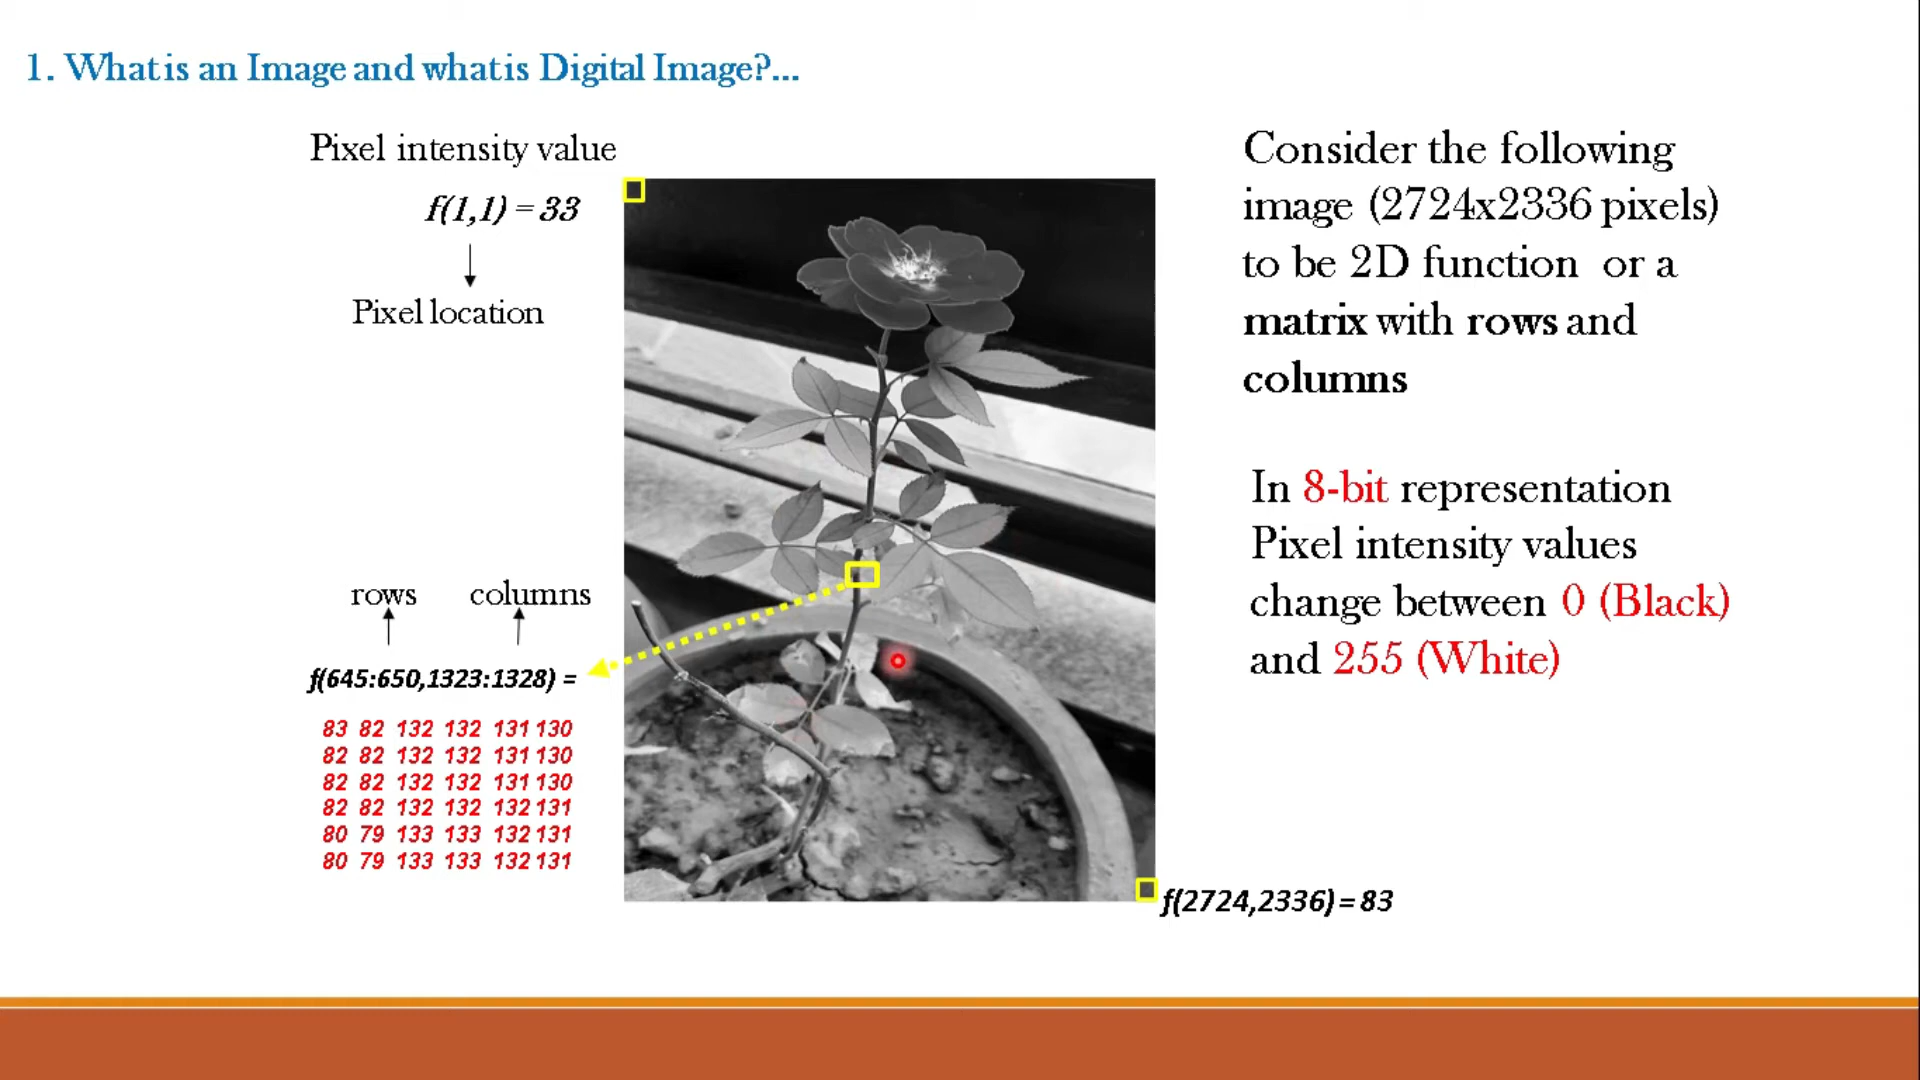 1. What is an Image and what is Digital Image?...
Pixel intensity value
f(1,1) = 33
Pixel location
rows columns
f(645:650,1323:1328) =
83 82 132 132 131 130
82 82 132 132 131 130
82 82 132 132 131 130
82 82 132 132 132 131
80 79 133 133 132 131
80 79 133 133 132 131
f(2724,2336) = 83
Consider the following
image (2724x2336 pixels)
to be 2D function or a
matrix with rows and
columns
In 8-bit representation
Pixel intensity values
change between 0 (Black)
and 255 (White)